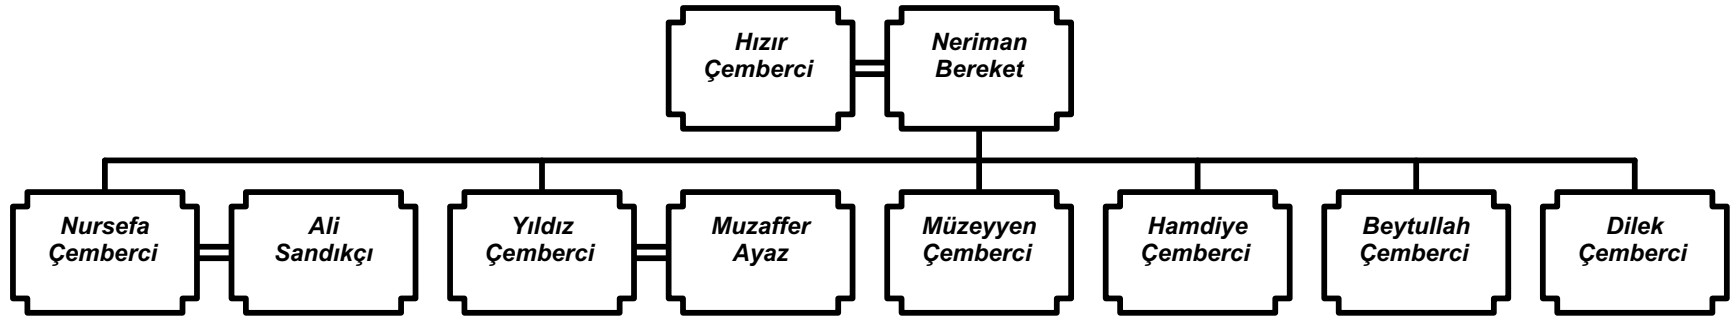 Hızır
Çemberci
Neriman
Bereket
Nursefa
Çemberci
Ali
Sandıkçı
Yıldız
Çemberci
Muzaffer
Ayaz
Müzeyyen
Çemberci
Hamdiye
Çemberci
Beytullah
Çemberci
Dilek
Çemberci